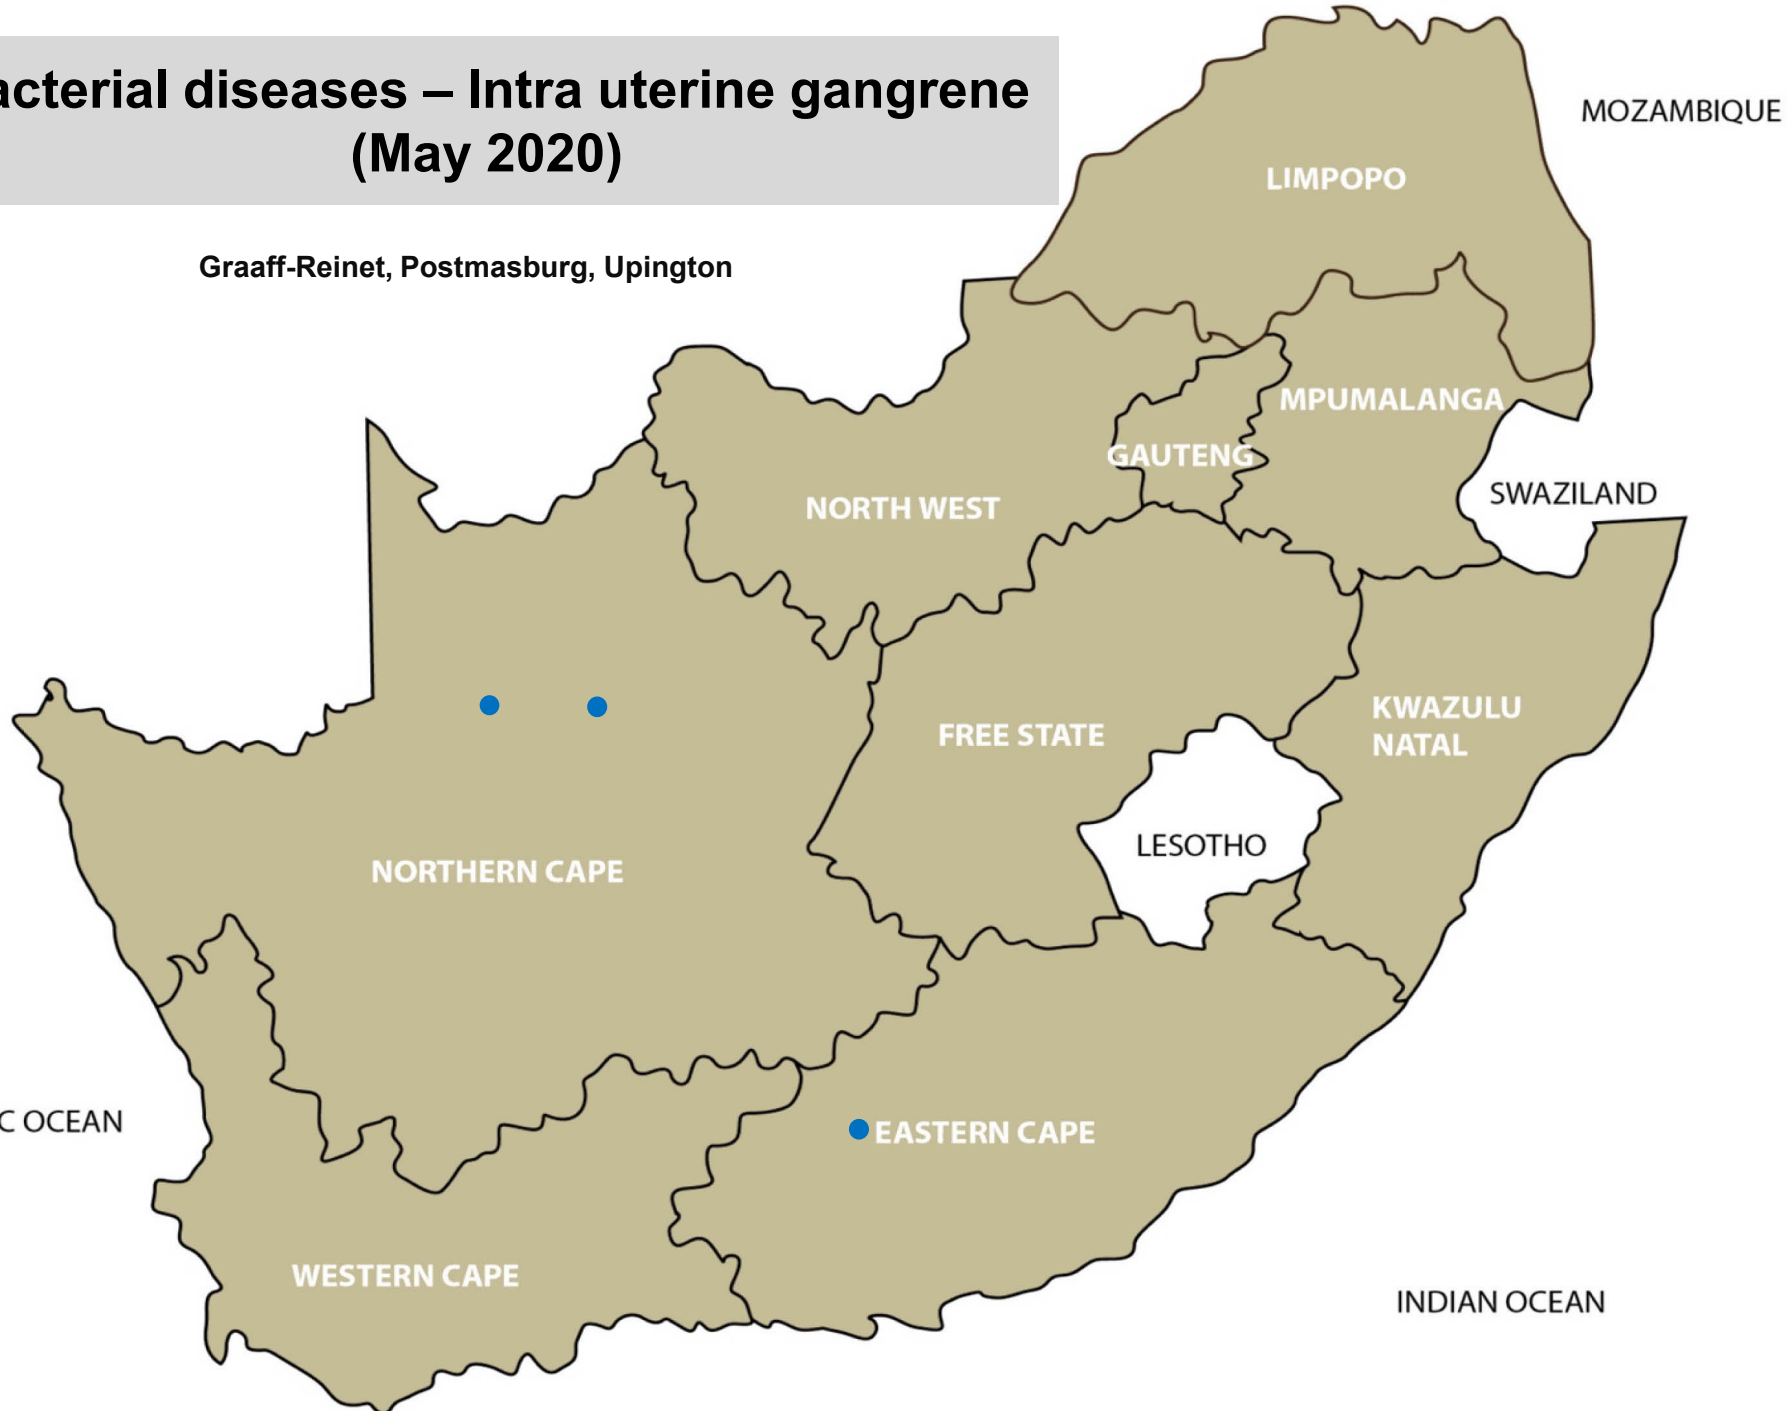 acterial diseases – Intra uterine gangrene
(May 2020)
MOZAMBIQUE
LIMPOPO
Graaff-Reinet, Postmasburg, Upington
MPUMALANGA
GAUTENG
SWAZILAND
NORTH WEST
KWAZULU
NATAL
FREE STATE
LESOTHO
NORTHERN CAPE
C OCEAN
EASTERN CAPE
WESTERN CAPE
INDIAN OCEAN